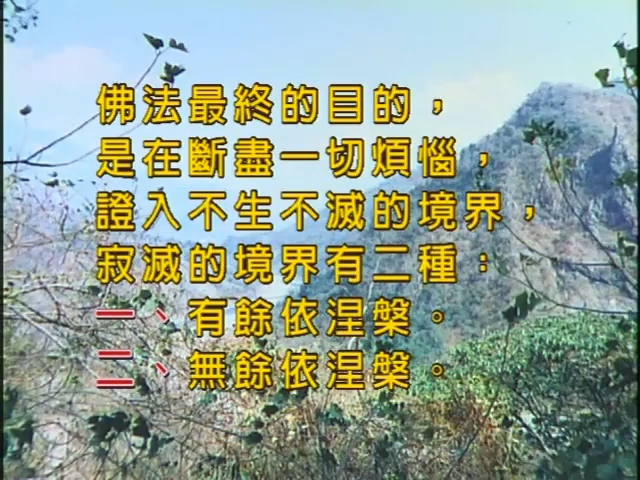 佛法最終的目的，
是在斷盡一切煩惱，
證入不生不滅的境界，
寂滅的境界有二種：
一、有餘依涅槃。
二、無餘依涅槃。